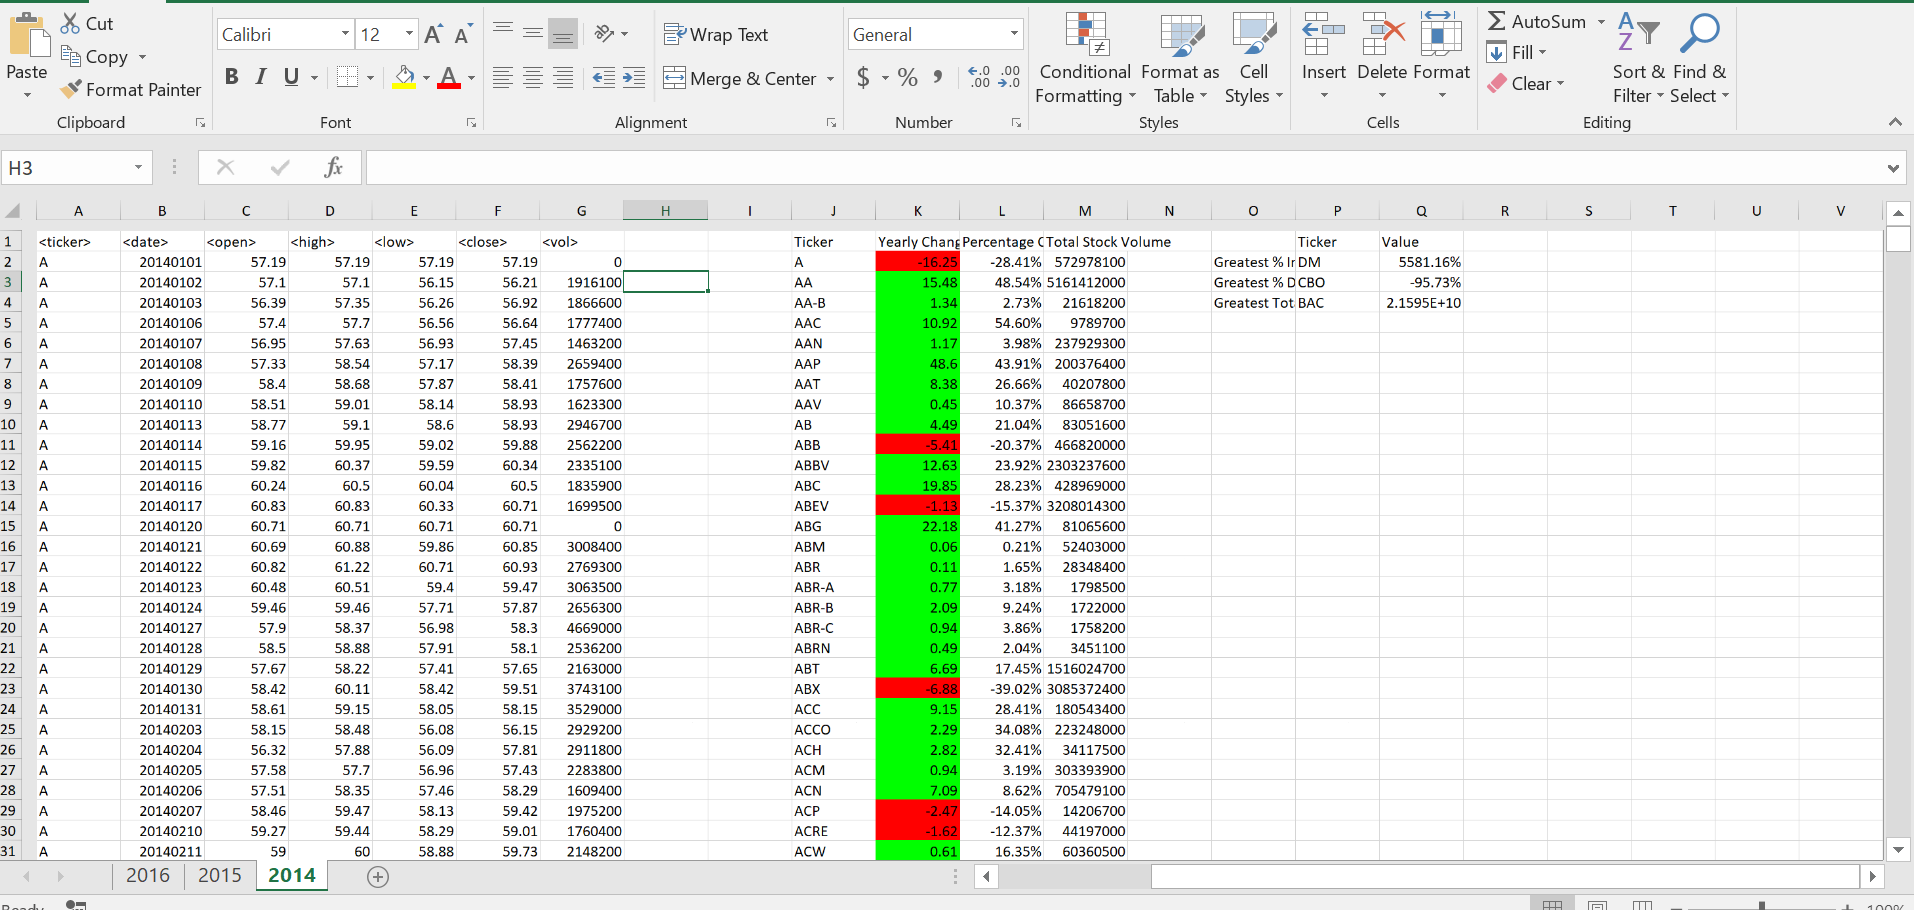 Cut
Copy
Format Painter
Paste
Clipboard
Calibri 12 A A
B I U A
Font
Wrap Text
Merge & Center
Alignment
General
$ % , .0 .00 .00 .0
Number
Conditional Formatting
Format as Table
Cell Styles
Styles
Insert Delete Format
Cells
AutoSum
Fill
Clear
Sort & Filter
Find & Select
Editing
H3 fx
A B C D E F G H I J K L M N O P Q R S T U V
1 <ticker> <date> <open> <high> <low> <close> <vol> Ticker Yearly Chang Percentage C Total Stock Volume Ticker Value
2 A 20140101 57.19 57.19 57.19 57.19 0 A -16.25 -28.41% 572978100 Greatest % Ir DM 5581.16%
3 A 20140102 57.1 57.1 56.15 56.21 1916100 AA 15.48 48.54% 5161412000 Greatest % D CBO -95.73%
4 A 20140103 56.39 57.35 56.26 56.92 1866600 AA-B 1.34 2.73% 21618200 Greatest Tot BAC 2.1595E+10
5 A 20140106 57.4 57.7 56.56 56.64 1777400 AAC 10.92 54.60% 9789700
6 A 20140107 56.95 57.63 56.93 57.45 1463200 AAN 1.17 3.98% 237929300
7 A 20140108 57.33 58.54 57.17 58.39 2659400 AAP 48.6 43.91% 200376400
8 A 20140109 58.4 58.68 57.87 58.41 1757600 AAT 8.38 26.66% 40207800
9 A 20140110 58.51 59.01 58.14 58.93 1623300 AAV 0.45 10.37% 86658700
10 A 20140113 58.77 59.1 58.6 58.93 2946700 AB 4.49 21.04% 83051600
11 A 20140114 59.16 59.95 59.02 59.88 2562200 ABB -5.41 -20.37% 466820000
12 A 20140115 59.82 60.37 59.59 60.34 2335100 ABBV 12.63 23.92% 2303237600
13 A 20140116 60.24 60.5 60.04 60.5 1835900 ABC 19.85 28.23% 428969000
14 A 20140117 60.83 60.83 60.33 60.71 1699500 ABEV -1.13 -15.37% 3208014300
15 A 20140120 60.71 60.71 60.71 60.71 0 ABG 22.18 41.27% 81065600
16 A 20140121 60.69 60.88 59.86 60.85 3008400 ABM 0.06 0.21% 52403000
17 A 20140122 60.82 61.22 60.71 60.93 2769300 ABR 0.11 1.65% 28348400
18 A 20140123 60.48 60.51 59.4 59.47 3063500 ABR-A 0.77 3.18% 1798500
19 A 20140124 59.46 59.46 57.71 57.87 2656300 ABR-B 2.09 9.24% 1722000
20 A 20140127 57.9 58.37 56.98 58.3 4669000 ABR-C 0.94 3.86% 1758200
21 A 20140128 58.5 58.88 57.91 58.1 2536200 ABRN 0.49 2.04% 3451100
22 A 20140129 57.67 58.22 57.41 57.65 2163000 ABT 6.69 17.45% 1516024700
23 A 20140130 58.42 60.11 58.42 59.51 3743100 ABX -6.88 -39.02% 3085372400
24 A 20140131 58.61 59.15 58.05 58.15 3529000 ACC 9.15 28.41% 180543400
25 A 20140203 58.15 58.48 56.08 56.15 2929200 ACCO 2.29 34.08% 223248000
26 A 20140204 56.32 57.88 56.09 57.81 2911800 ACH 2.82 32.41% 34117500
27 A 20140205 57.58 57.7 56.96 57.43 2283800 ACM 0.94 3.19% 303393900
28 A 20140206 57.51 58.35 57.46 58.29 1609400 ACN 7.09 8.62% 705479100
29 A 20140207 58.46 59.47 58.13 59.42 1975200 ACP -2.47 -14.05% 14206700
30 A 20140210 59.27 59.44 58.29 59.01 1760400 ACRE -1.62 -12.37% 44197000
31 A 20140211 59 60 58.88 59.73 2148200 ACW 0.61 16.35% 60360500
2016 2015 2014
Ready 100%